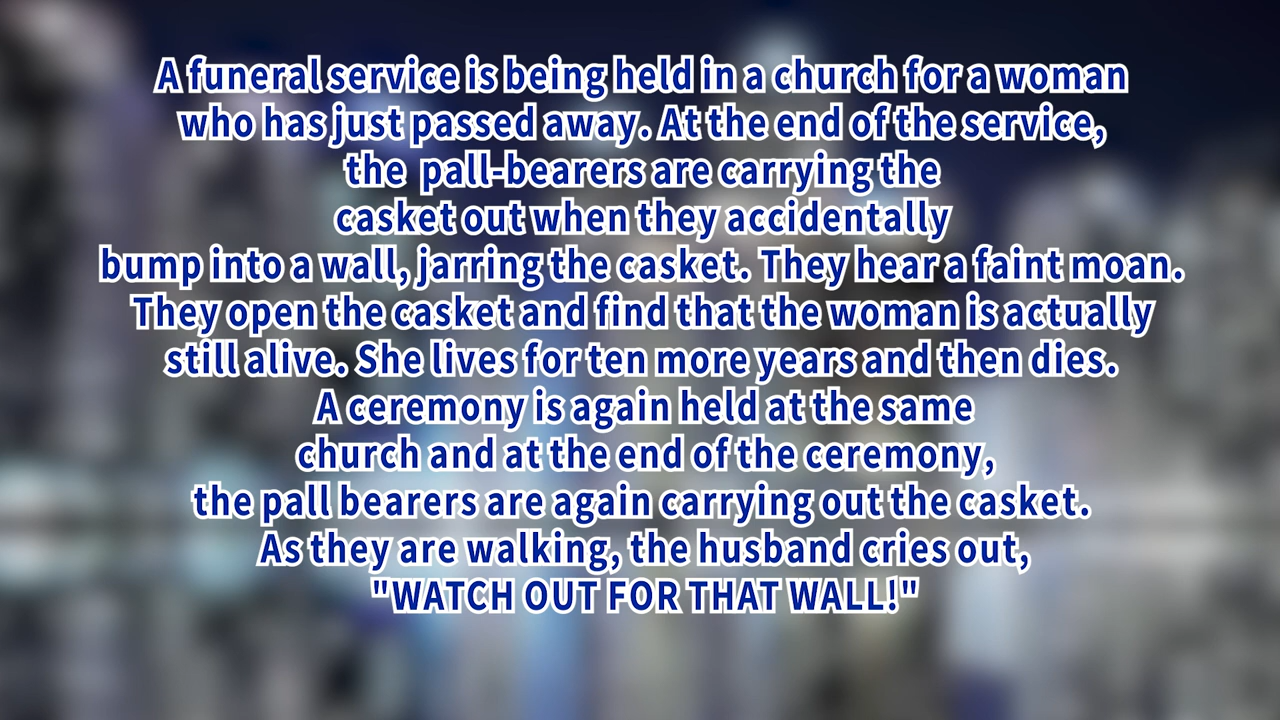 A funeral service is being held in a church for a woman
who has just passed away. At the end of the service,
the pall-bearers are carrying the
casket out when they accidentally
bump into a wall, jarring the casket. They hear a faint moan.
They open the casket and find that the woman is actually
still alive. She lives for ten more years and then dies.
A ceremony is again held at the same
church and at the end of the ceremony,
the pall bearers are again carrying out the casket.
As they are walking, the husband cries out,
"WATCH OUT FOR THAT WALL!"